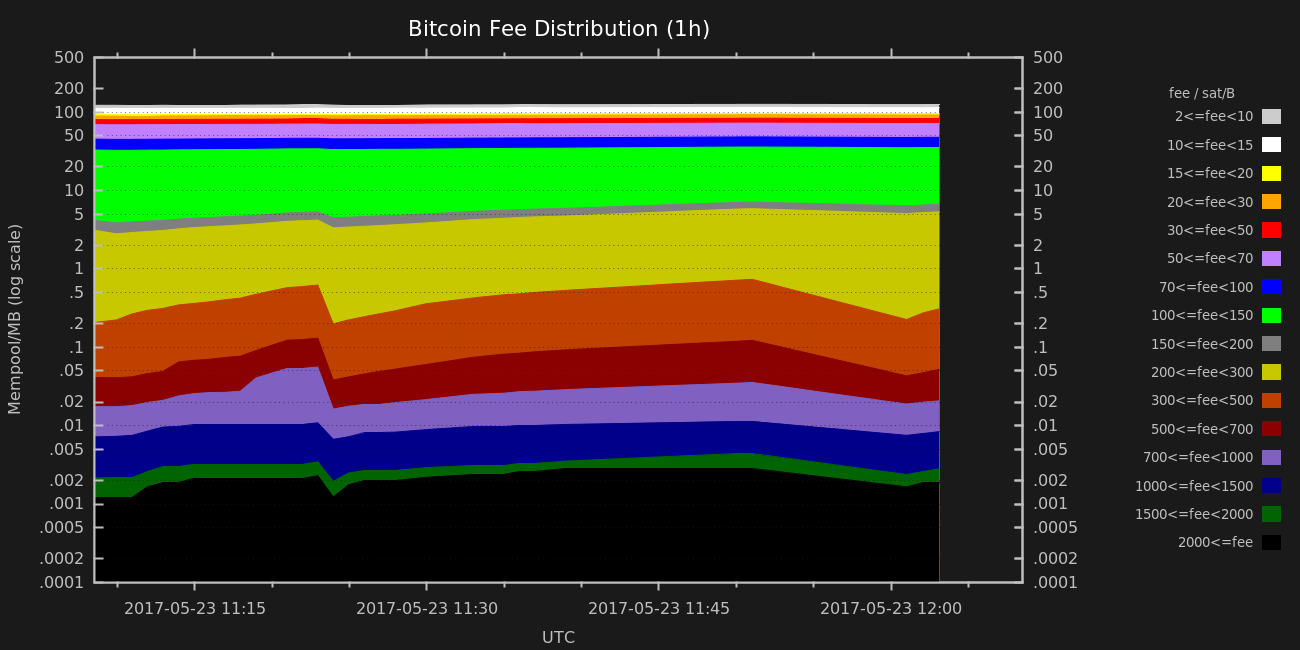 Bitcoin Fee Distribution (1h)
500
200
100
50
20
10
5
2
1
.5
.2
.1
.05
.02
.01
.005
.002
.001
.0005
.0002
.0001
Mempool/MB (log scale)
500
200
100
50
20
10
5
2
1
.5
.2
.1
.05
.02
.01
.005
.002
.001
.0005
.0002
.0001
2017-05-23 11:15
2017-05-23 11:30
2017-05-23 11:45
2017-05-23 12:00
UTC
fee / sat/B
2<=fee<10
10<=fee<15
15<=fee<20
20<=fee<30
30<=fee<50
50<=fee<70
70<=fee<100
100<=fee<150
150<=fee<200
200<=fee<300
300<=fee<500
500<=fee<700
700<=fee<1000
1000<=fee<1500
1500<=fee<2000
2000<=fee